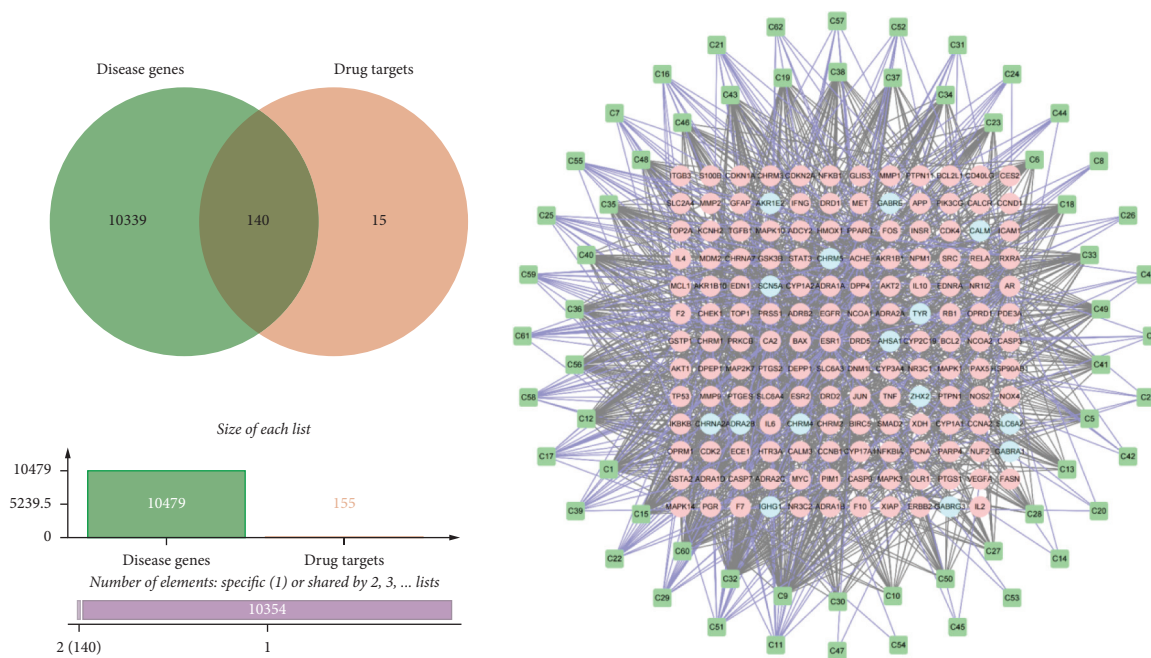 Disease genes
Drug targets
10339
140
15
Size of each list
10479
5239.5
0
10479
155
Disease genes
Drug targets
Number of elements: specific (1) or shared by 2, 3, ... lists
10354
2 (140)
1
C62 C57 C52
C21 C31
C16 C19 C38 C37 C24
C43 C34
C7 C46 C23 C44
C55 C48 C6 C8
C35 C18
C25 C26
C40 C33
C59
C36 C49
C61
C56 C41
C58
C12 C5
C17 C42
C1 C13
C39 C15 C28 C20
C22 C60 C27 C14
C29 C32 C9 C30 C10 C50 C53
C51 C11 C47 C54 C45
ITGB3 S100B CDKN1A CHRM3 CDKN2A NFKB1 GLIS3 MMP1 PTPN11 BCL2L1 CD40LG CES2
SLC2A4 MMP2 GFAP AKR1E2 IFNG DRD1 MET GABRE APP PIK3CG CALCR CCND1
TOP2A KCNH2 TGFB1 MAPK10 ADCY2 HMOX1 PPARG FOS INSR CDK4 CALM ICAM1
IL4 MDM2 CHRNA7 GSK3B STAT3 CHRM5 ACHE AKR1B1 NPM1 SRC RELA RXRA
MCL1 AKR1B10 EDN1 SCN5A CYP1A2 ADRA1A DPP4 AKT2 IL10 EDNRA NR1I2 AR
F2 CHEK1 TOP1 PRSS1 ADRB2 EGFR NCOA1 ADRA2A TYR RB1 OPRD1 PDE3A
GSTP1 CHRM1 PRKCB CA2 BAX ESR1 DRD5 AHSA1 CYP2C19 BCL2 NCOA2 CASP3
AKT1 DPEP1 MAP2K7 PTGS2 DEPP1 SLC6A3 DNM1L CYP3A4 NR3C1 MAPK1 PAX5 HSP90AB1
TP53 MMP9 PTGES SLC6A4 ESR2 DRD2 JUN TNF ZHX2 PTPN1 NOS2 NOX4
IKBKB CHRNA2 ADRA2B IL6 CHRM4 CHRM2 BIRC5 SMAD2 XDH CYP1A1 CCNA2 SLC6A2
OPRM1 CDK2 ECE1 HTR3A CALM3 CCNB1 CYP17A1 NFKBIA PCNA PARP4 NUF2 GABRA1
GSTA2 ADRA1D CASP7 ADRA2C MYC PIM1 CASP9 MAPK3 OLR1 PTGS1 VEGFA FASN
MAPK14 PGR F7 IGHG1 NR3C2 ADRA1B F10 XIAP ERBB2 GABRG3 IL2